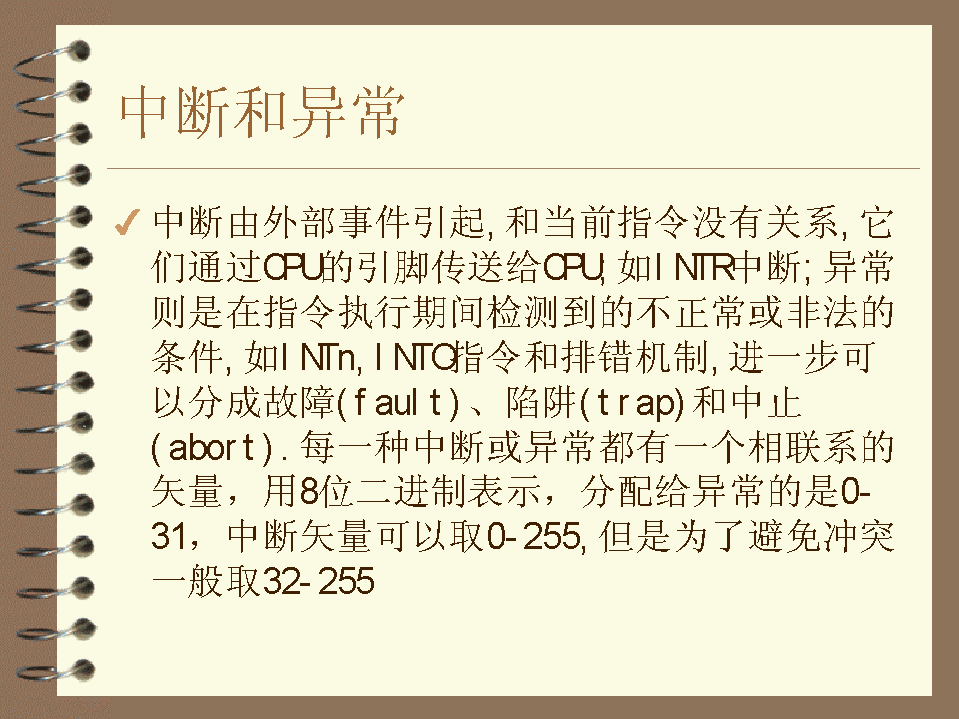 中断和异常
中断由外部事件引起,和当前指令没有关系,它
们通过CPU的引脚传送给CPU;如INTR中断;异常
则是在指令执行期间检测到的不正常或非法的
条件,如INTn,INTO指令和排错机制,进一步可
以分成故障(fault)、陷阱(trap)和中止
(abort).每一种中断或异常都有一个相联系的
矢量，用8位二进制表示，分配给异常的是0-
31，中断矢量可以取0-255,但是为了避免冲突
一般取32-255